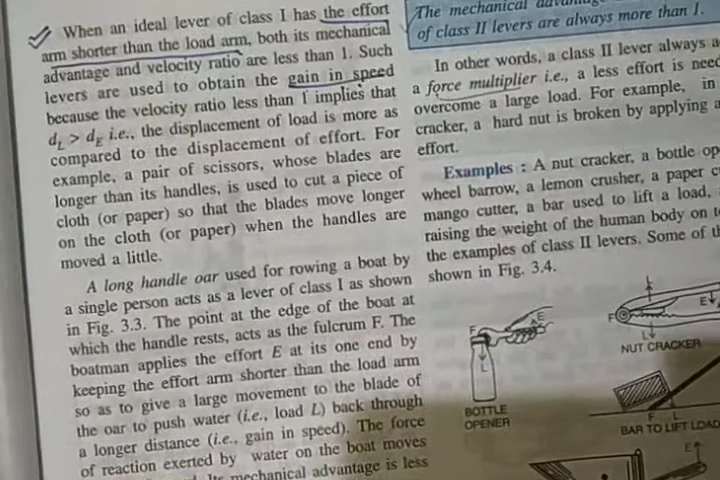 When an ideal lever of class I has the effort
arm shorter than the load arm, both its mechanical
advantage and velocity ratio are less than 1. Such
levers are used to obtain the gain in speed
because the velocity ratio less than 1 implies that
d_L > d_E i.e., the displacement of load is more as
compared to the displacement of effort. For
example, a pair of scissors, whose blades are
longer than its handles, is used to cut a piece of
cloth (or paper) so that the blades move longer
on the cloth (or paper) when the handles are
moved a little.
A long handle oar used for rowing a boat by
a single person acts as a lever of class I as shown
in Fig. 3.3. The point at the edge of the boat at
which the handle rests, acts as the fulcrum F. The
boatman applies the effort E at its one end by
keeping the effort arm shorter than the load arm
so as to give a large movement to the blade of
the oar to push water (i.e., load L) back through
a longer distance (i.e., gain in speed). The force
of reaction exerted by water on the boat moves
Its mechanical advantage is less
The mechanical
of class II levers are always more than 1.
In other words, a class II lever always
a force multiplier i.e., a less effort is
overcome a large load. For example, in
cracker, a hard nut is broken by applying
effort.
Examples : A nut cracker, a bottle
wheel barrow, a lemon crusher, a paper
mango cutter, a bar used to lift a load,
raising the weight of the human body on
the examples of class II levers. Some of
shown in Fig. 3.4.
F
E
L
BOTTLE
OPENER
L
F
E
L
NUT CRACKER
F L
BAR TO LIFT LOAD
E